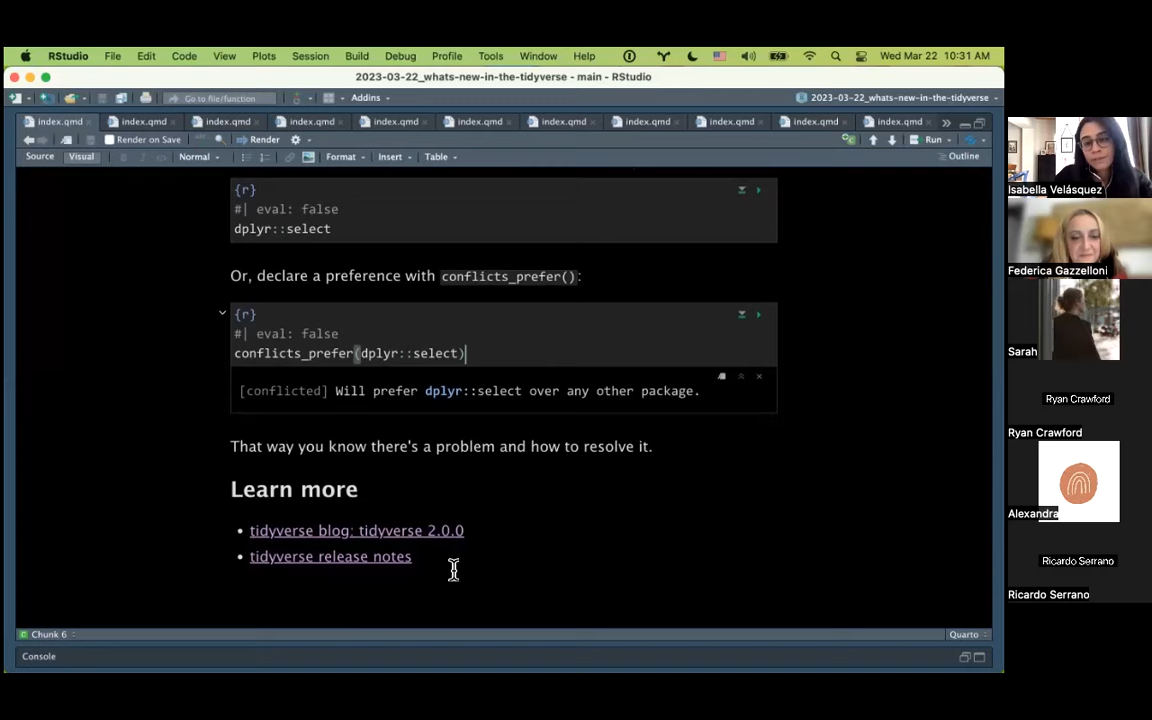 RStudio File Edit Code View Plots Session Build Debug Profile Tools Window Help Wed Mar 22 10:31 AM
2023-03-22_whats-new-in-the-tidyverse - main - RStudio
Go to file/function Addins 2023-03-22_whats-new-in-the-tidyverse
index.qmd index.qmd index.qmd index.qmd index.qmd index.qmd index.qmd index.qmd index.qmd index.qmd index.qmd
Render on Save Render Run
Source Visual B I Normal Format Insert Table Outline
{r}
#| eval: false
dplyr::select
Or, declare a preference with conflicts_prefer():
{r}
#| eval: false
conflicts_prefer(dplyr::select)
[conflicted] Will prefer dplyr::select over any other package.
That way you know there's a problem and how to resolve it.
Learn more
• tidyverse blog: tidyverse 2.0.0
• tidyverse release notes
C Chunk 6 Quarto
Console
Isabella Velásquez
Federica Gazzelloni
Sarah
Ryan Crawford
Ryan Crawford
Alexandra
Ricardo Serrano
Ricardo Serrano